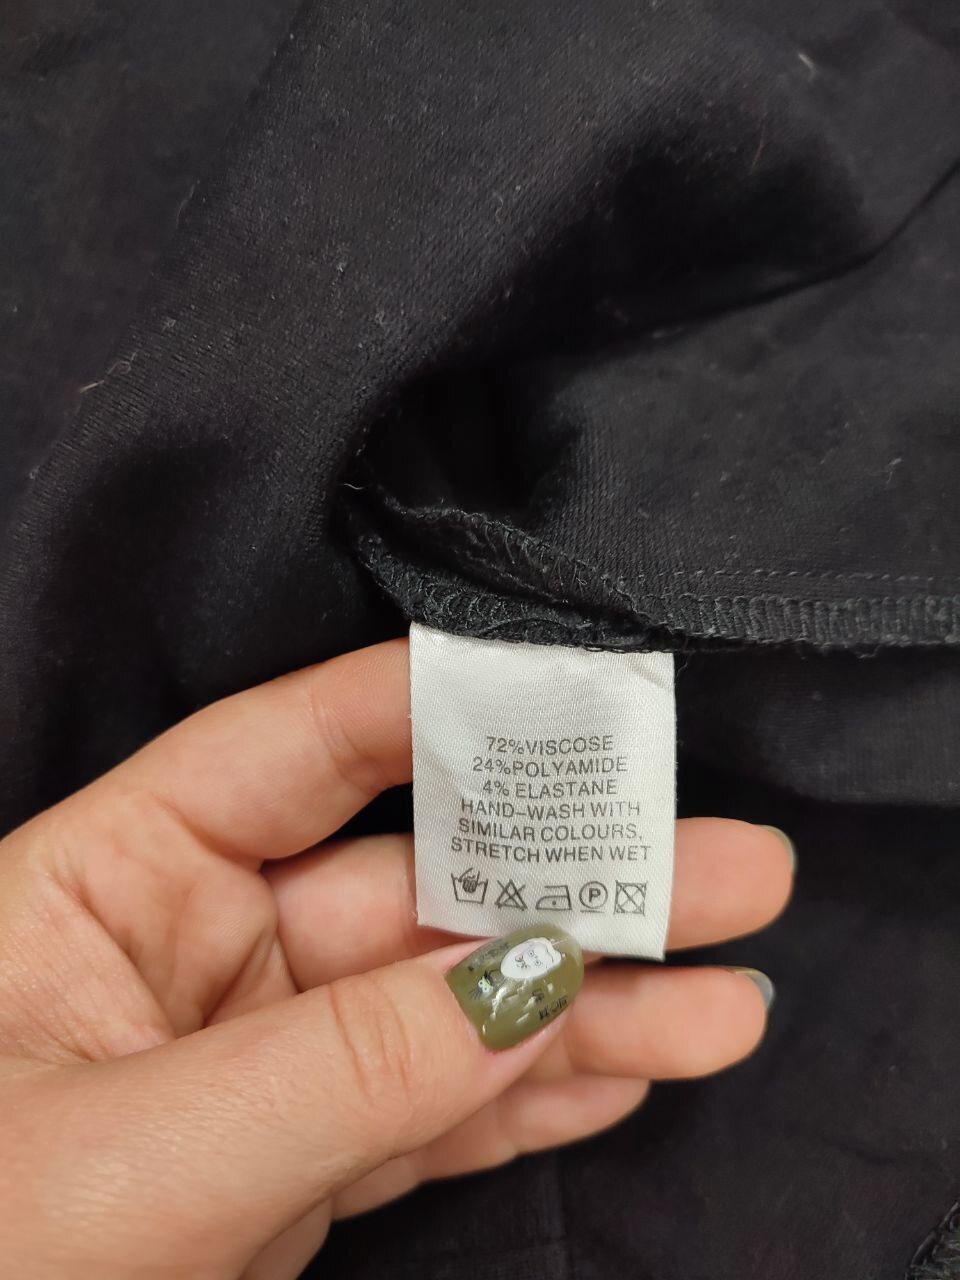 72%VISCOSE
24%POLYAMIDE
4% ELASTANE
HAND-WASH WITH
SIMILAR COLOURS,
STRETCH WHEN WET
P